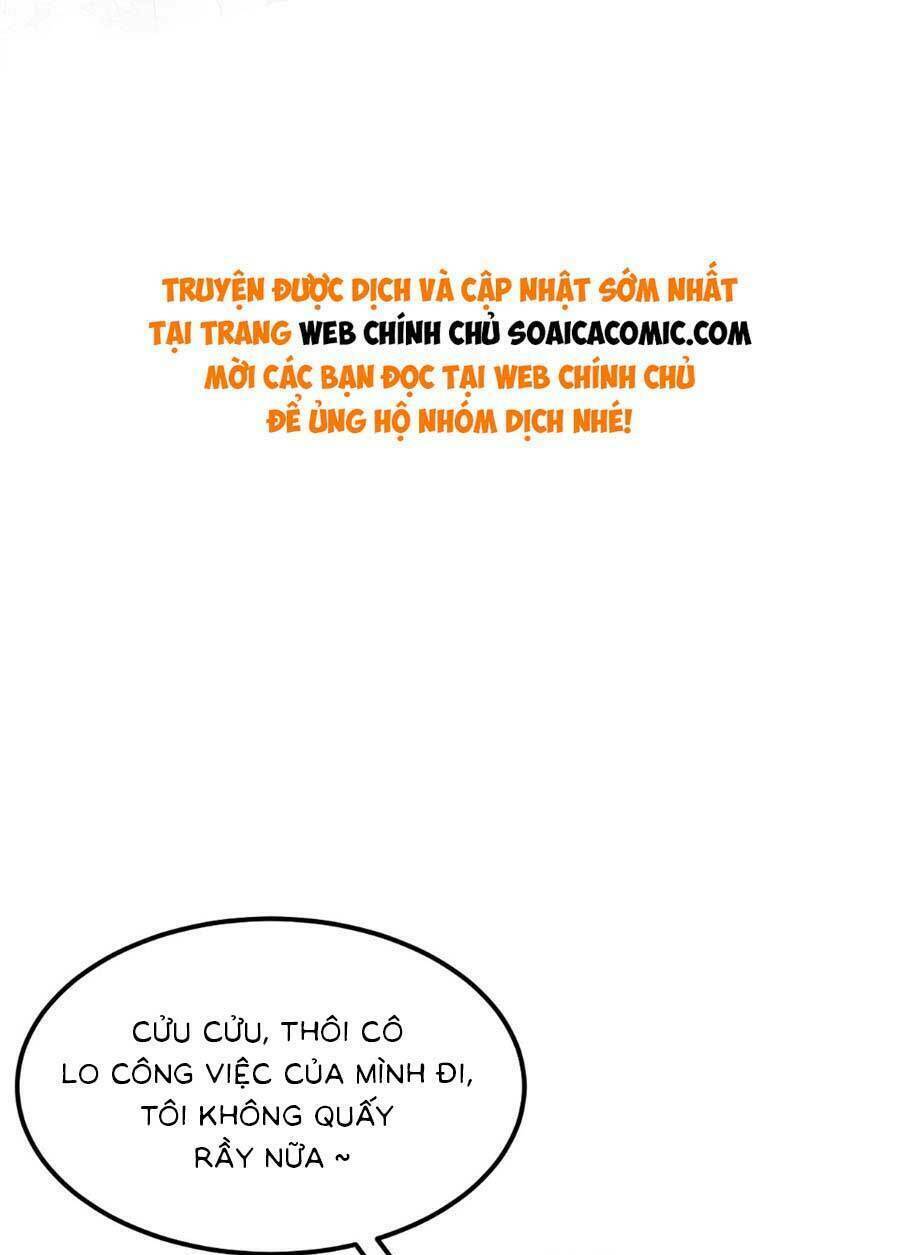 TRUYỆN ĐƯỢC DỊCH VÀ CẬP NHẬT SỚM NHẤT
TẠI TRANG WEB CHÍNH CHỦ SOAICACOMIC.COM
MỜI CÁC BẠN ĐỌC TẠI WEB CHÍNH CHỦ
ĐỂ ỦNG HỘ NHÓM DỊCH NHÉ!
CỬU CỬU, THÔI CÔ
LO CÔNG VIỆC CỦA MÌNH ĐI,
TÔI KHÔNG QUẤY
RẦY NỮA ~